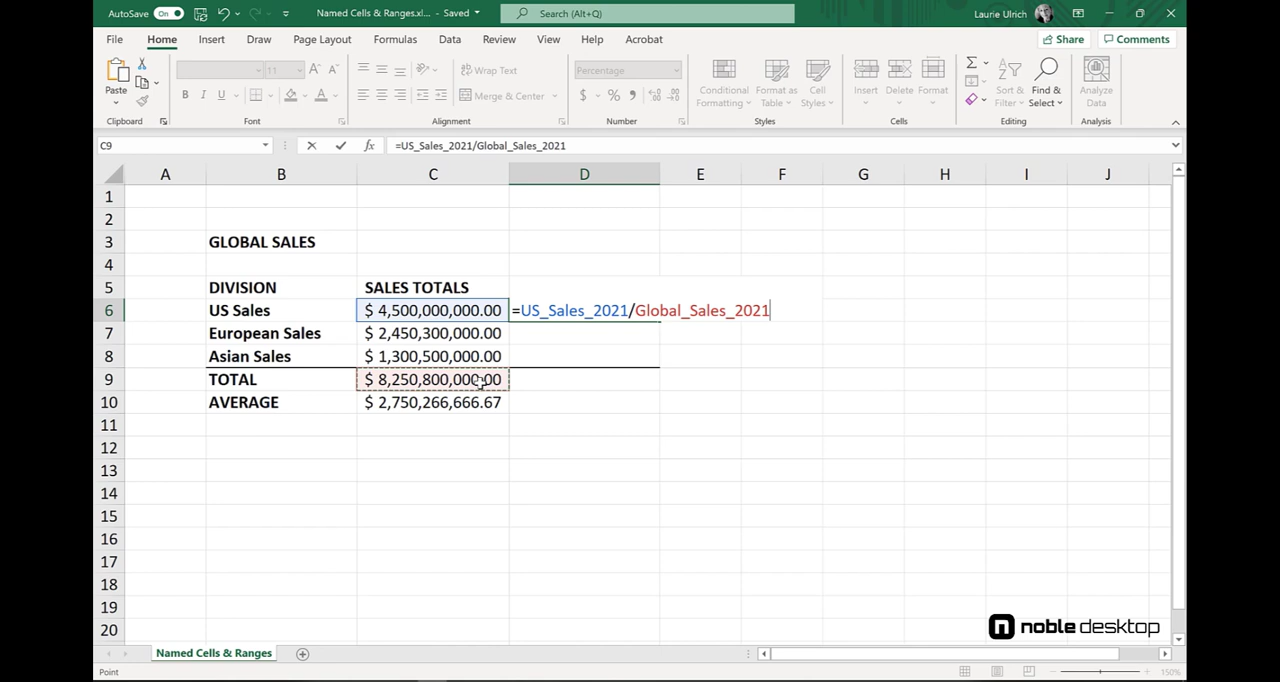 AutoSave On Named Cells & Ranges.xl... - Saved Search (Alt+Q) Laurie Ulrich
File Home Insert Draw Page Layout Formulas Data Review View Help Acrobat Share Comments
Paste 11 Wrap Text Merge & Center Percentage Conditional Formatting Format as Table Cell Styles Insert Delete Format Sort & Filter Find & Select Analyze Data
Clipboard Font Alignment Number Styles Cells Editing Analysis
C9 fx =US_Sales_2021/Global_Sales_2021
A B C D E F G H I J
1
2
3 GLOBAL SALES
4
5 DIVISION SALES TOTALS
6 US Sales $ 4,500,000,000.00 =US_Sales_2021/Global_Sales_2021
7 European Sales $ 2,450,300,000.00
8 Asian Sales $ 1,300,500,000.00
9 TOTAL $ 8,250,800,000.00
10 AVERAGE $ 2,750,266,666.67
11
12
13
14
15
16
17
18
19
20
noble desktop
Named Cells & Ranges
Point 150%